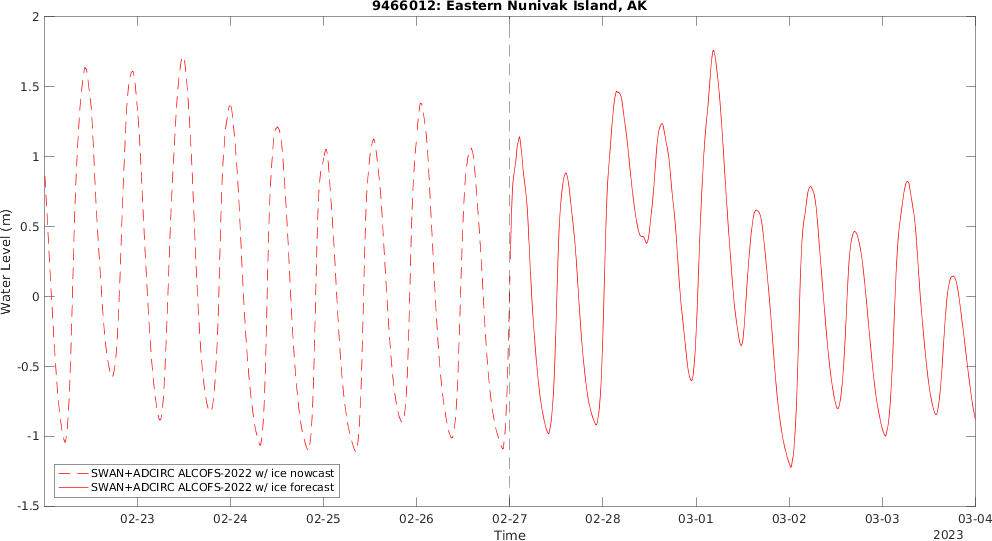 9466012: Eastern Nunivak Island, AK
2
1.5
1
0.5
0
-0.5
-1
-1.5
Water Level (m)
SWAN+ADCIRC ALCOFS-2022 w/ ice nowcast
SWAN+ADCIRC ALCOFS-2022 w/ ice forecast
02-23 02-24 02-25 02-26 02-27 02-28 03-01 03-02 03-03 03-04
Time
2023